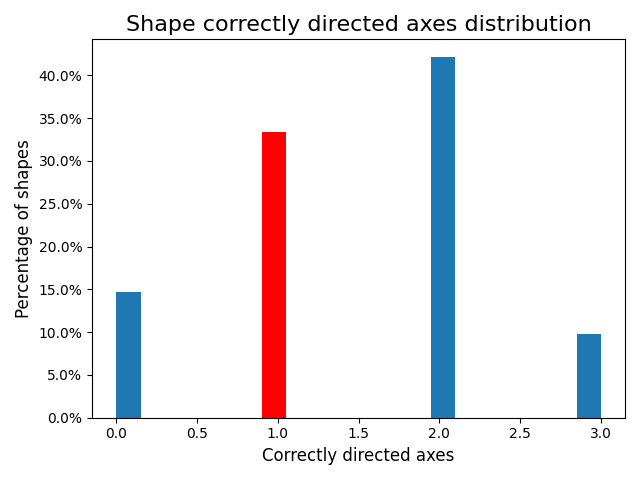 Shape correctly directed axes distribution
40.0%
35.0%
30.0%
25.0%
20.0%
15.0%
10.0%
5.0%
0.0%
Percentage of shapes
0.0 0.5 1.0 1.5 2.0 2.5 3.0
Correctly directed axes